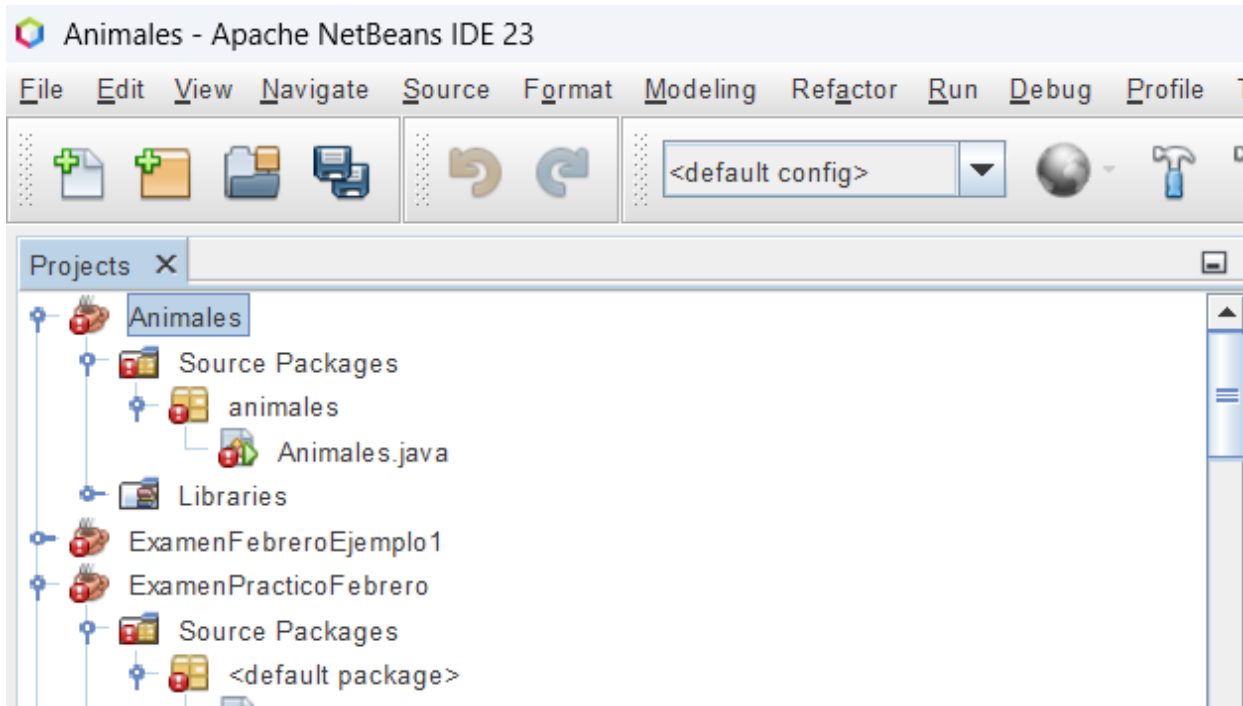 Animales - Apache NetBeans IDE 23
File Edit View Navigate Source Format Modeling Refactor Run Debug Profile
<default config>
Projects
Animales
Source Packages
animales
Animales.java
Libraries
ExamenFebreroEjemplo1
ExamenPracticoFebrero
Source Packages
<default package>